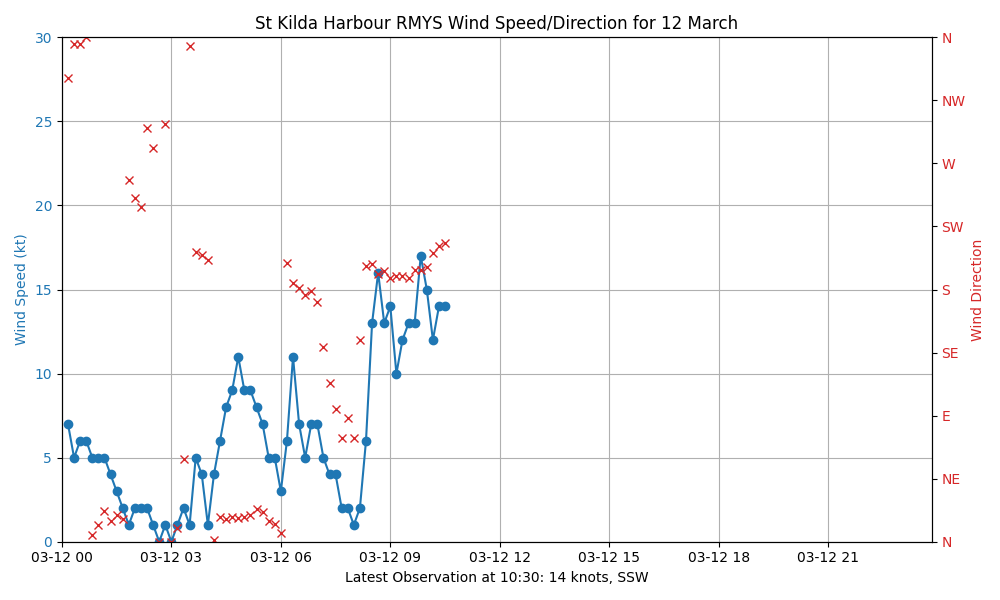 St Kilda Harbour RMYS Wind Speed/Direction for 12 March
30
25
20
15
10
5
0
Wind Speed (kt)
N
NW
W
SW
S
SE
E
NE
N
Wind Direction
03-12 00
03-12 03
03-12 06
03-12 09
03-12 12
03-12 15
03-12 18
03-12 21
Latest Observation at 10:30: 14 knots, SSW